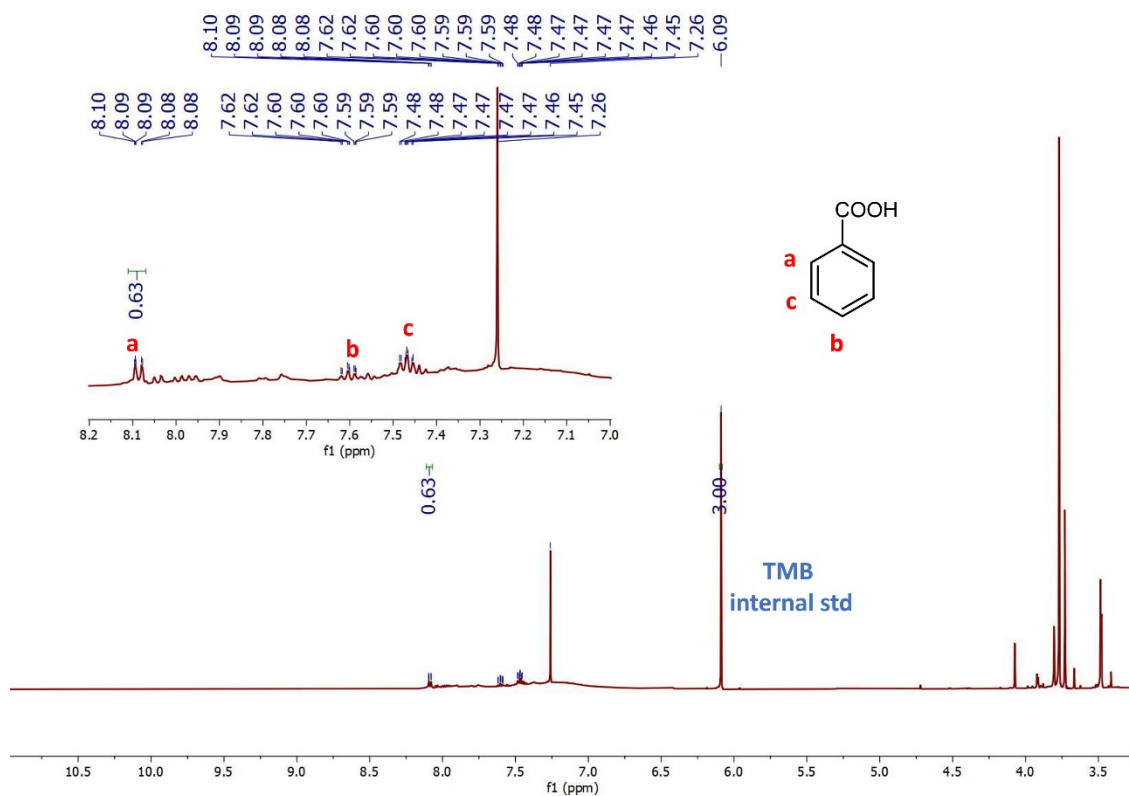 8.10 8.09 8.09 8.08 8.08 7.62 7.62 7.60 7.60 7.60 7.59 7.59 7.59 7.48 7.48 7.47 7.47 7.47 7.47 7.46 7.45 7.26 —6.09
8.10 8.09 8.09 8.08 8.08 7.62 7.62 7.60 7.60 7.60 7.59 7.59 7.59 7.48 7.48 7.47 7.47 7.47 7.47 7.46 7.45 7.26
COOH
a
c
b
0.63
a
b
c
8.2 8.1 8.0 7.9 7.8 7.7 7.6 7.5 7.4 7.3 7.2 7.1 7.0
f1 (ppm)
0.63
3.00
TMB
internal std
10.5 10.0 9.5 9.0 8.5 8.0 7.5 7.0 6.5 6.0 5.5 5.0 4.5 4.0 3.5
f1 (ppm)